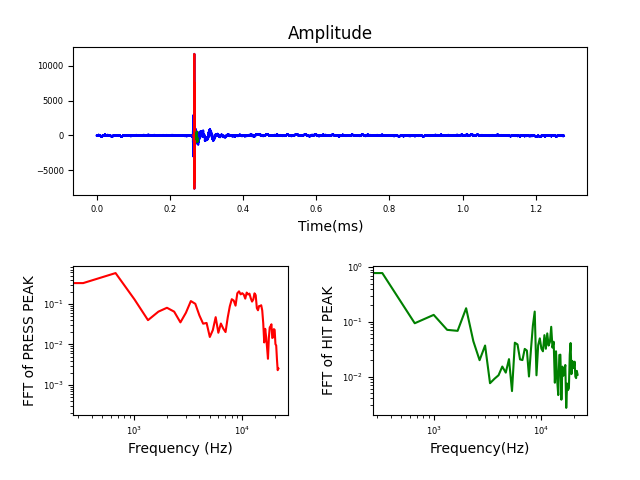 Amplitude
10000
5000
0
−5000
0.0 0.2 0.4 0.6 0.8 1.0 1.2
Time(ms)
FFT of PRESS PEAK
10⁻¹
10⁻²
10⁻³
10³ 10⁴
Frequency (Hz)
FFT of HIT PEAK
10⁰
10⁻¹
10⁻²
10³ 10⁴
Frequency(Hz)